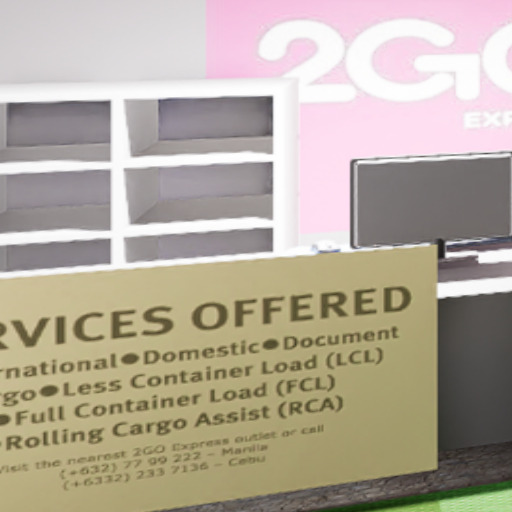 2GO
EXP
RVICES OFFERED
rnational●Domestic●Document
rgo●Less Container Load (LCL)
●Full Container Load (FCL)
●Rolling Cargo Assist (RCA)
Visit the nearest 2GO Express outlet or call
(+632) 77 99 222 - Manila
(+6332) 233 7136 - Cebu